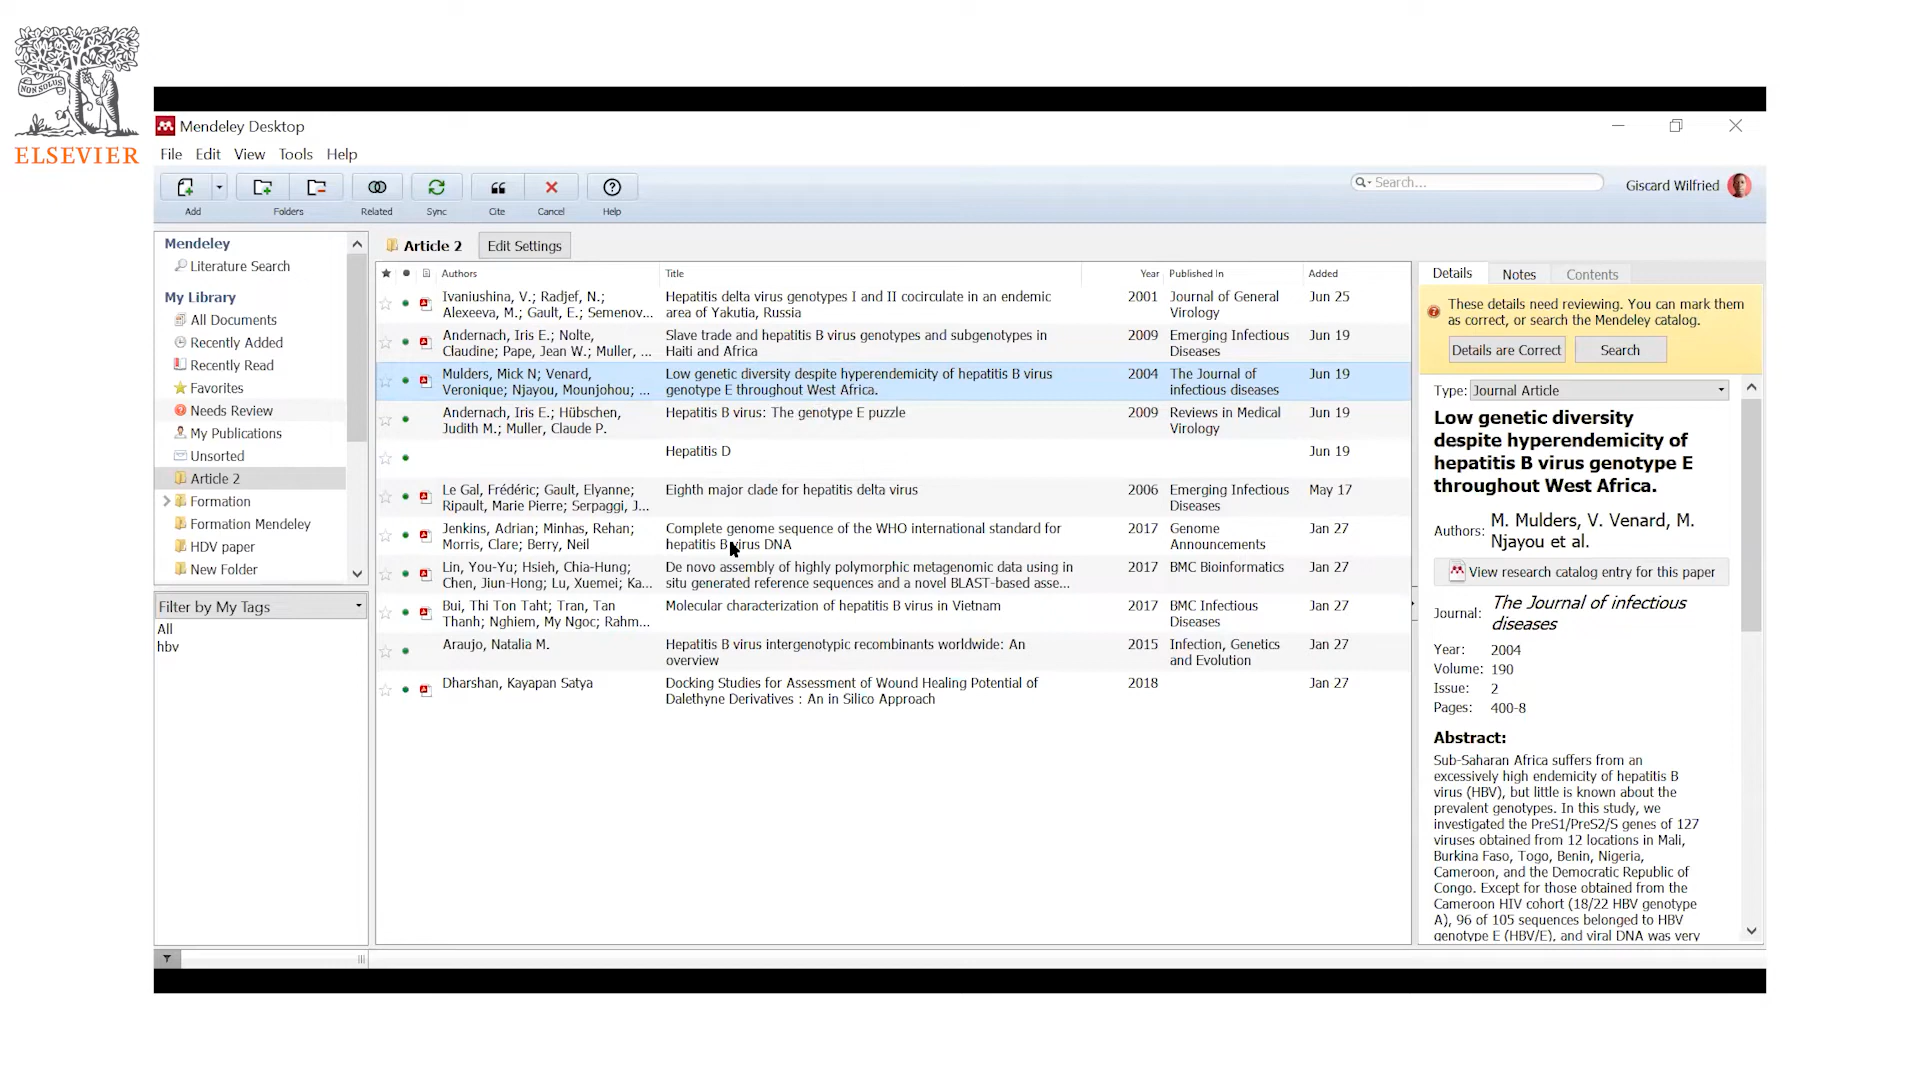 NON SOLUS
ELSEVIER
Mendeley Desktop
File Edit View Tools Help
Add Folders Related Sync Cite Cancel Help
Search...
Giscard Wilfried
Mendeley
Literature Search
My Library
All Documents
Recently Added
Recently Read
Favorites
Needs Review
My Publications
Unsorted
Article 2
Formation
Formation Mendeley
HDV paper
New Folder
Filter by My Tags
All
hbv
Article 2 Edit Settings
Authors Title Year Published In Added
Ivaniushina, V.; Radjef, N.; Hepatitis delta virus genotypes I and II cocirculate in an endemic 2001 Journal of General Jun 25
Alexeeva, M.; Gault, E.; Semenov... area of Yakutia, Russia Virology
Andernach, Iris E.; Nolte, Slave trade and hepatitis B virus genotypes and subgenotypes in 2009 Emerging Infectious Jun 19
Claudine; Pape, Jean W.; Muller, ... Haiti and Africa Diseases
Mulders, Mick N; Venard, Low genetic diversity despite hyperendemicity of hepatitis B virus 2004 The Journal of Jun 19
Veronique; Njayou, Mounjohou; ... genotype E throughout West Africa. infectious diseases
Andernach, Iris E.; Hübschen, Hepatitis B virus: The genotype E puzzle 2009 Reviews in Medical Jun 19
Judith M.; Muller, Claude P. Virology
Hepatitis D Jun 19
Le Gal, Frédéric; Gault, Elyanne; Eighth major clade for hepatitis delta virus 2006 Emerging Infectious May 17
Ripault, Marie Pierre; Serpaggi, J... Diseases
Jenkins, Adrian; Minhas, Rehan; Complete genome sequence of the WHO international standard for 2017 Genome Jan 27
Morris, Clare; Berry, Neil hepatitis B virus DNA Announcements
Lin, You-Yu; Hsieh, Chia-Hung; De novo assembly of highly polymorphic metagenomic data using in 2017 BMC Bioinformatics Jan 27
Chen, Jiun-Hong; Lu, Xuemei; Ka... situ generated reference sequences and a novel BLAST-based asse...
Bui, Thi Ton Taht; Tran, Tan Molecular characterization of hepatitis B virus in Vietnam 2017 BMC Infectious Jan 27
Thanh; Nghiem, My Ngoc; Rahm... Diseases
Araujo, Natalia M. Hepatitis B virus intergenotypic recombinants worldwide: An 2015 Infection, Genetics Jan 27
overview and Evolution
Dharshan, Kayapan Satya Docking Studies for Assessment of Wound Healing Potential of 2018 Jan 27
Dalethyne Derivatives : An in Silico Approach
Details Notes Contents
These details need reviewing. You can mark them
as correct, or search the Mendeley catalog.
Details are Correct Search
Type: Journal Article
Low genetic diversity
despite hyperendemicity of
hepatitis B virus genotype E
throughout West Africa.
Authors: M. Mulders, V. Venard, M.
Njayou et al.
View research catalog entry for this paper
Journal: The Journal of infectious
diseases
Year: 2004
Volume: 190
Issue: 2
Pages: 400-8
Abstract:
Sub-Saharan Africa suffers from an
excessively high endemicity of hepatitis B
virus (HBV), but little is known about the
prevalent genotypes. In this study, we
investigated the PreS1/PreS2/S genes of 127
viruses obtained from 12 locations in Mali,
Burkina Faso, Togo, Benin, Nigeria,
Cameroon, and the Democratic Republic of
Congo. Except for those obtained from the
Cameroon HIV cohort (18/22 HBV genotype
A), 96 of 105 sequences belonged to HBV
genotype E (HBV/E), and viral DNA was very